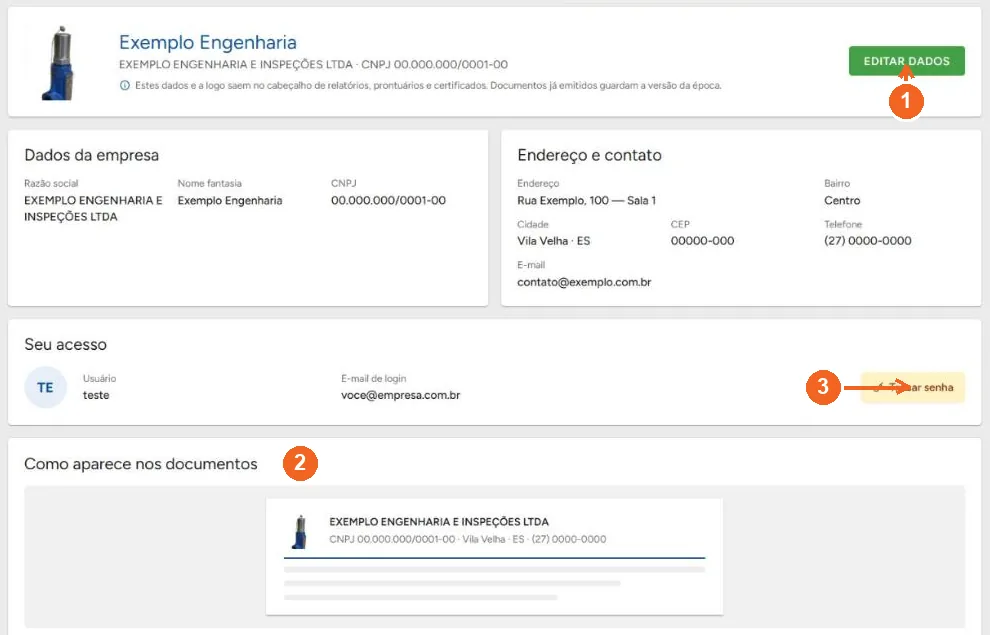 Exemplo Engenharia
EXEMPLO ENGENHARIA E INSPEÇÕES LTDA · CNPJ 00.000.000/0001-00
Estes dados e a logo saem no cabeçalho de relatórios, prontuários e certificados. Documentos já emitidos guardam a versão da época.
EDITAR DADOS
1
Dados da empresa
Razão social
EXEMPLO ENGENHARIA E
INSPEÇÕES LTDA
Nome fantasia
Exemplo Engenharia
CNPJ
00.000.000/0001-00
Endereço e contato
Endereço
Rua Exemplo, 100 — Sala 1
Bairro
Centro
Cidade
Vila Velha · ES
CEP
00000-000
Telefone
(27) 0000-0000
E-mail
contato@exemplo.com.br
Seu acesso
TE
Usuário
teste
E-mail de login
voce@empresa.com.br
3
senha
Como aparece nos documentos
2
EXEMPLO ENGENHARIA E INSPEÇÕES LTDA
CNPJ 00.000.000/0001-00 · Vila Velha · ES · (27) 0000-0000